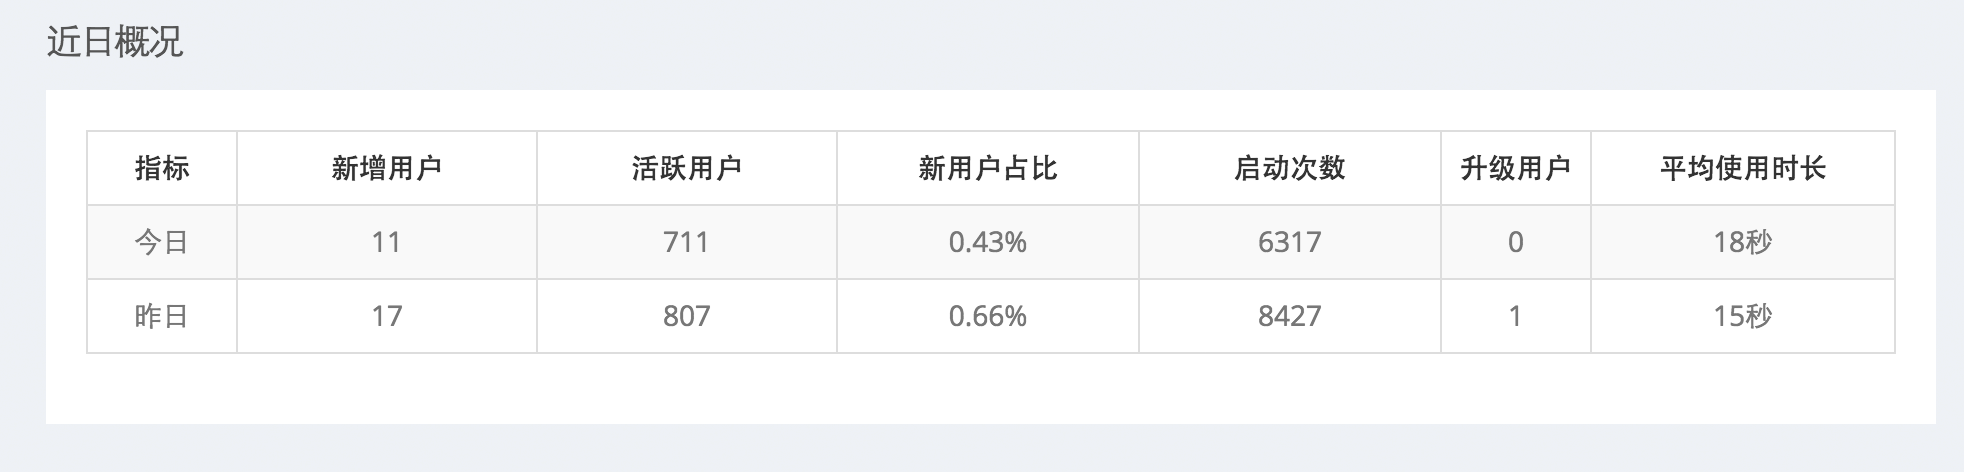 近日概况
指标 新增用户 活跃用户 新用户占比 启动次数 升级用户 平均使用时长
今日 11 711 0.43% 6317 0 18秒
昨日 17 807 0.66% 8427 1 15秒